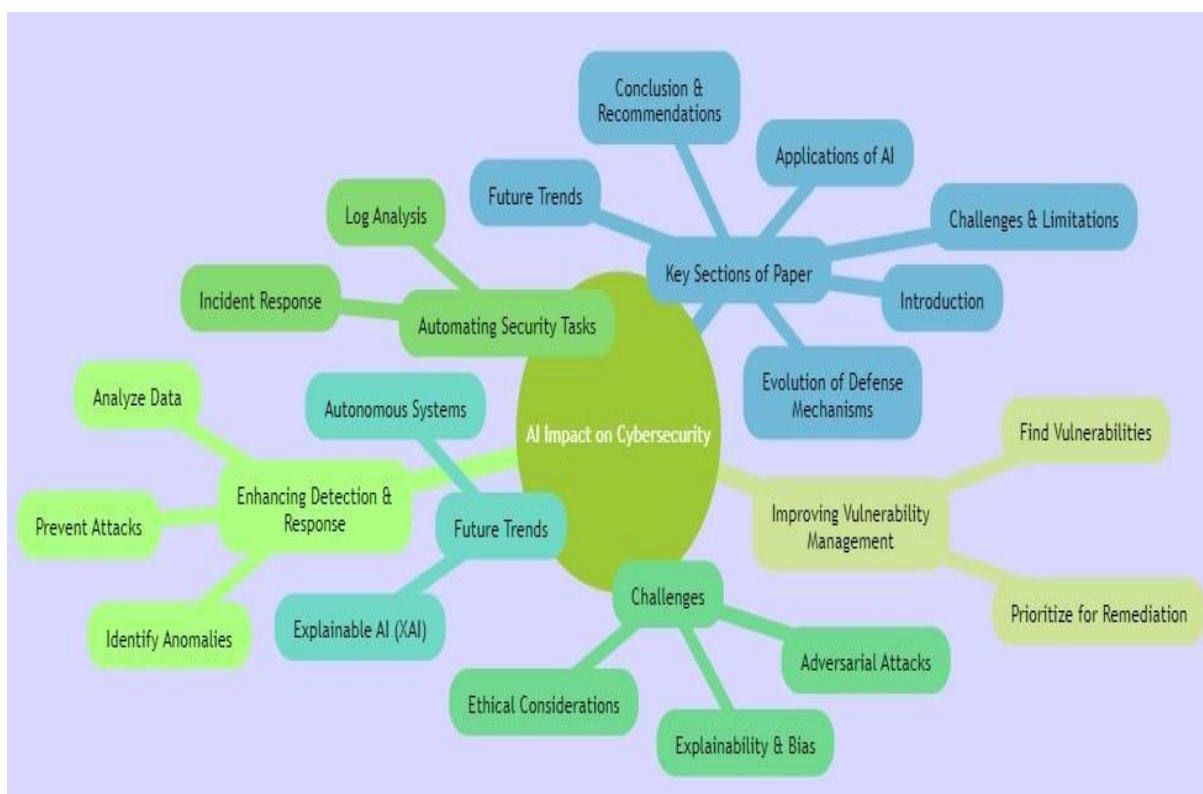 Conclusion &
Recommendations
Applications of AI
Future Trends
Challenges & Limitations
Key Sections of Paper
Introduction
Evolution of Defense
Mechanisms
Log Analysis
Incident Response
Automating Security Tasks
Analyze Data
Autonomous Systems
AI Impact on Cybersecurity
Find Vulnerabilities
Enhancing Detection &
Response
Prevent Attacks
Future Trends
Improving Vulnerability
Management
Identify Anomalies
Explainable AI (XAI)
Challenges
Prioritize for Remediation
Adversarial Attacks
Ethical Considerations
Explainability & Bias